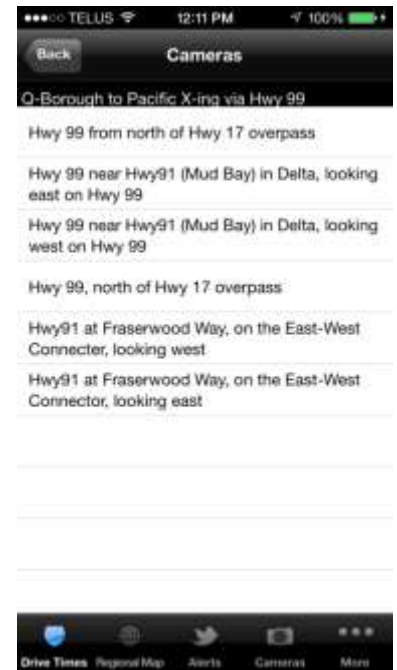 TELUS 12:11 PM 100%
Back Cameras
Q-Borough to Pacific X-ing via Hwy 99
Hwy 99 from north of Hwy 17 overpass
Hwy 99 near Hwy91 (Mud Bay) in Delta, looking
east on Hwy 99
Hwy 99 near Hwy91 (Mud Bay) in Delta, looking
west on Hwy 99
Hwy 99, north of Hwy 17 overpass
Hwy91 at Fraserwood Way, on the East-West
Connecter, looking west
Hwy91 at Fraserwood Way, on the East-West
Connector, looking east
Drive Times Regional Map Alerts Cameras More